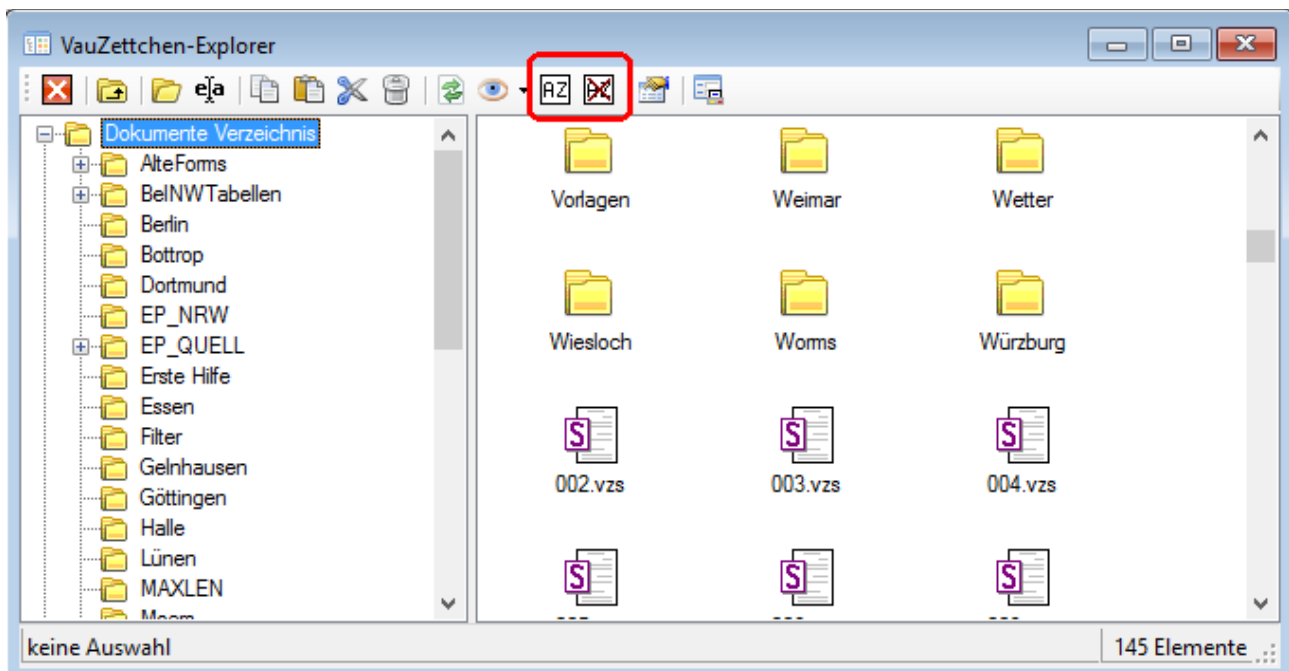 VauZettchen-Explorer
eja
AZ
Dokumente Verzeichnis
AlteForms
BelNWTabellen
Berlin
Bottrop
Dortmund
EP_NRW
EP_QUELL
Erste Hilfe
Essen
Filter
Gelnhausen
Göttingen
Halle
Lünen
MAXLEN
Vorlagen Weimar Wetter
Wiesloch Worms Würzburg
S S S
002.vzs 003.vzs 004.vzs
S S S
keine Auswahl
145 Elemente